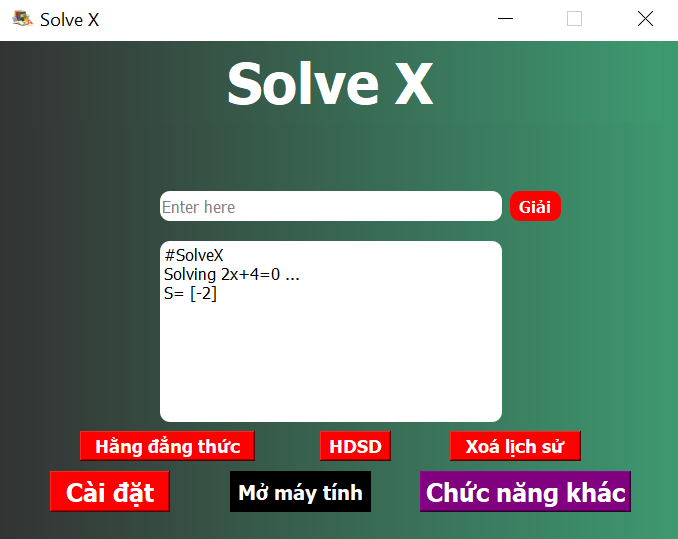 Solve X
Solve X
Enter here
Giải
#SolveX
Solving 2x+4=0 ...
S= [-2]
Hằng đẳng thức
HDSD
Xoá lịch sử
Cài đặt
Mở máy tính
Chức năng khác